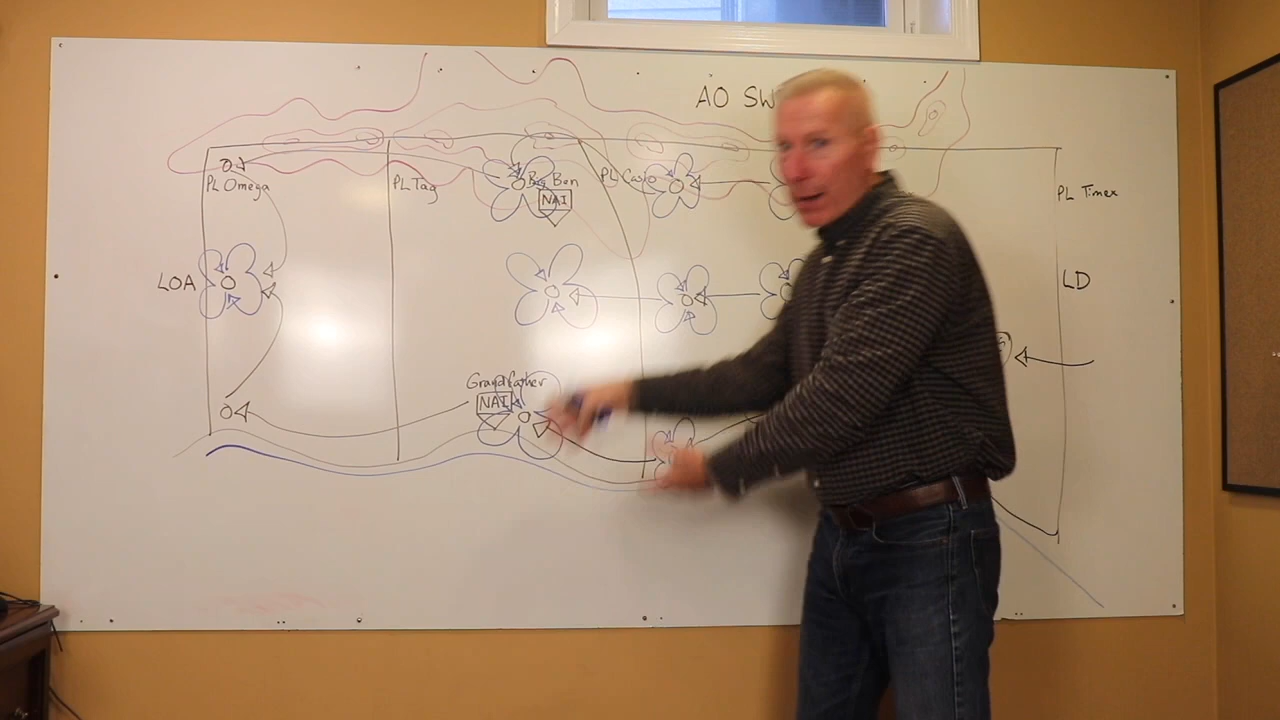 AO SW
PL Omega
PL Tag
Big Ben
NAI
PL Casio
PL Timex
LOA
LD
Grandfather
NAI